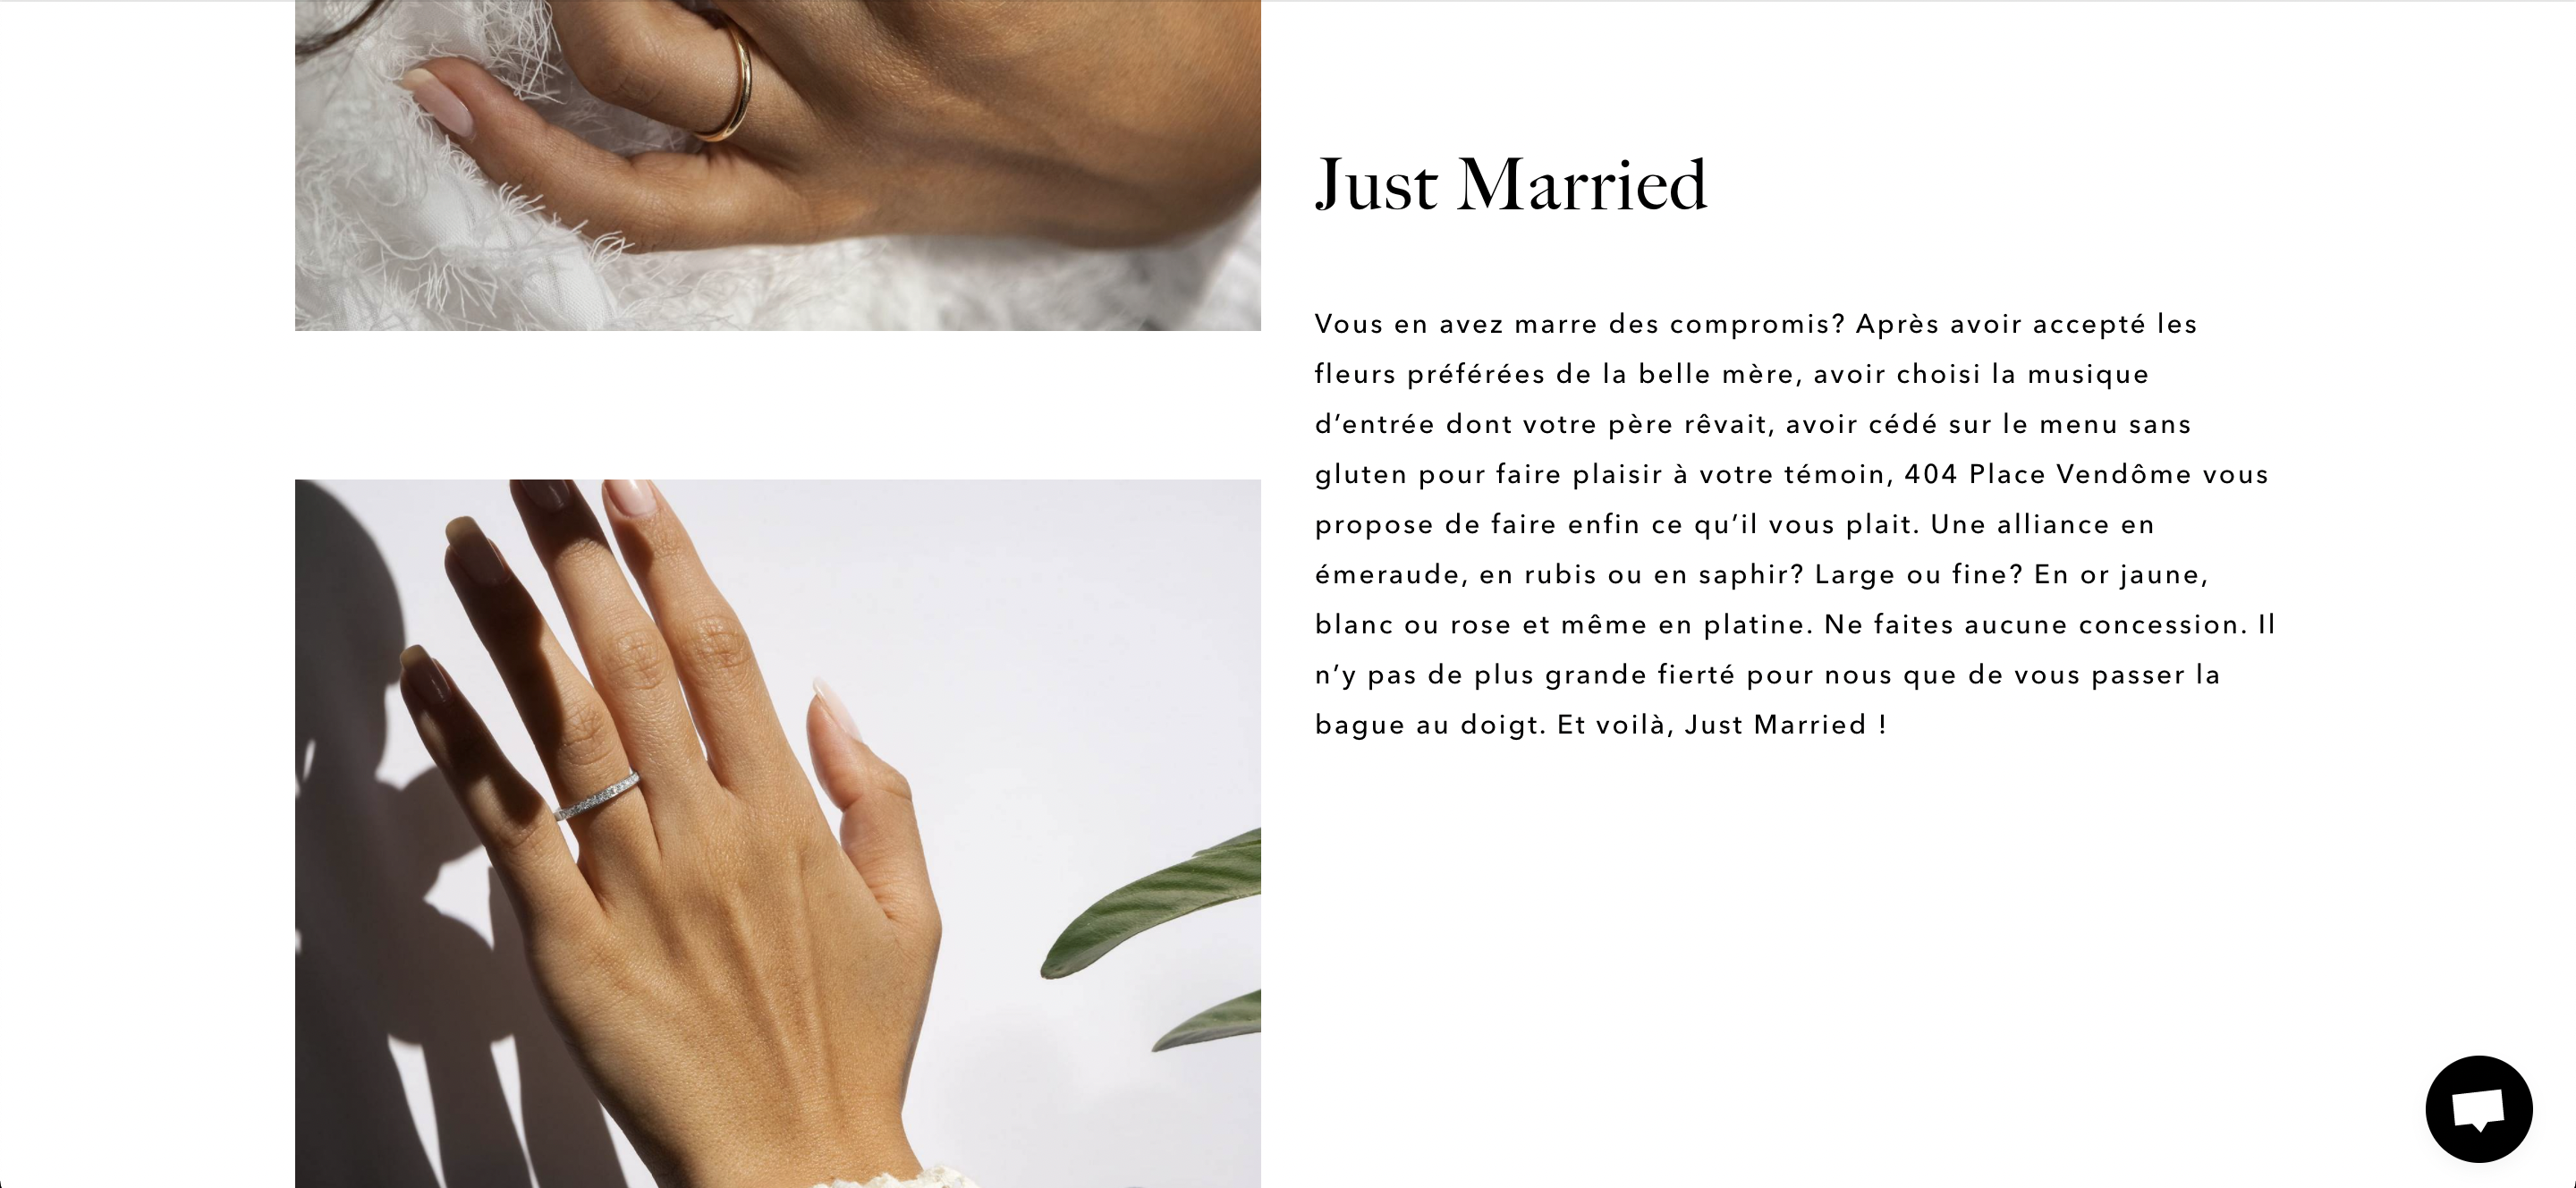 Just Married
Vous en avez marre des compromis? Après avoir accepté les
fleurs préférées de la belle mère, avoir choisi la musique
d’entrée dont votre père rêvait, avoir cédé sur le menu sans
gluten pour faire plaisir à votre témoin, 404 Place Vendôme vous
propose de faire enfin ce qu’il vous plait. Une alliance en
émeraude, en rubis ou en saphir? Large ou fine? En or jaune,
blanc ou rose et même en platine. Ne faites aucune concession. Il
n’y pas de plus grande fierté pour nous que de vous passer la
bague au doigt. Et voilà, Just Married !